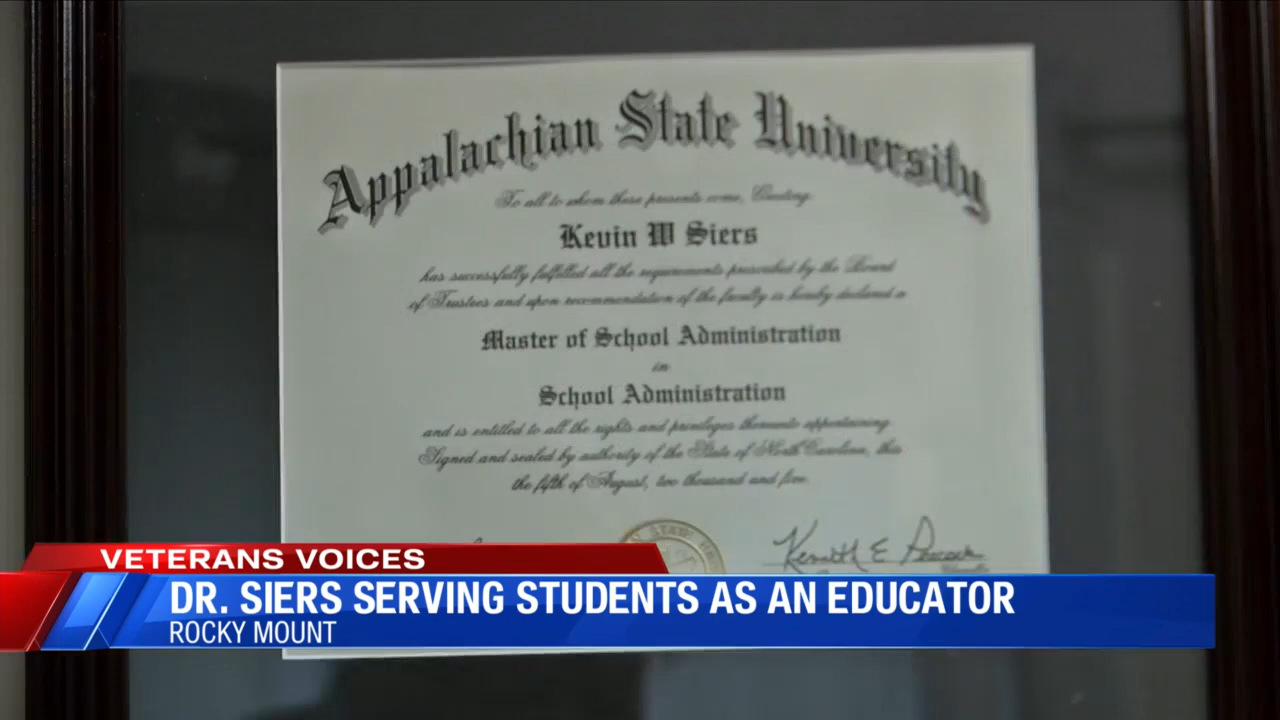 Appalachian State University
To all to whom these presents come, Greeting
Kevin W Siers
has successfully fulfilled all the requirements prescribed by the Board
of Trustees and upon recommendation of the faculty is hereby declared a
Master of School Administration
in
School Administration
and is entitled to all the rights and privileges thereunto appertaining
Signed and sealed by authority of the State of North Carolina, this
the fifth of August, two thousand and five.
STATE
Kenneth E Peacock
VETERANS VOICES
DR. SIERS SERVING STUDENTS AS AN EDUCATOR
ROCKY MOUNT